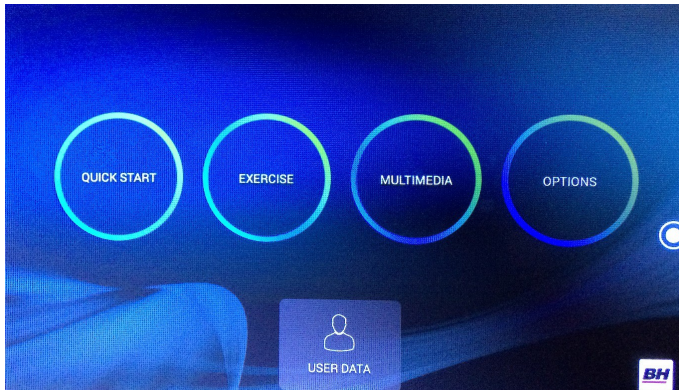 QUICK START
EXERCISE
MULTIMEDIA
OPTIONS
USER DATA
BH